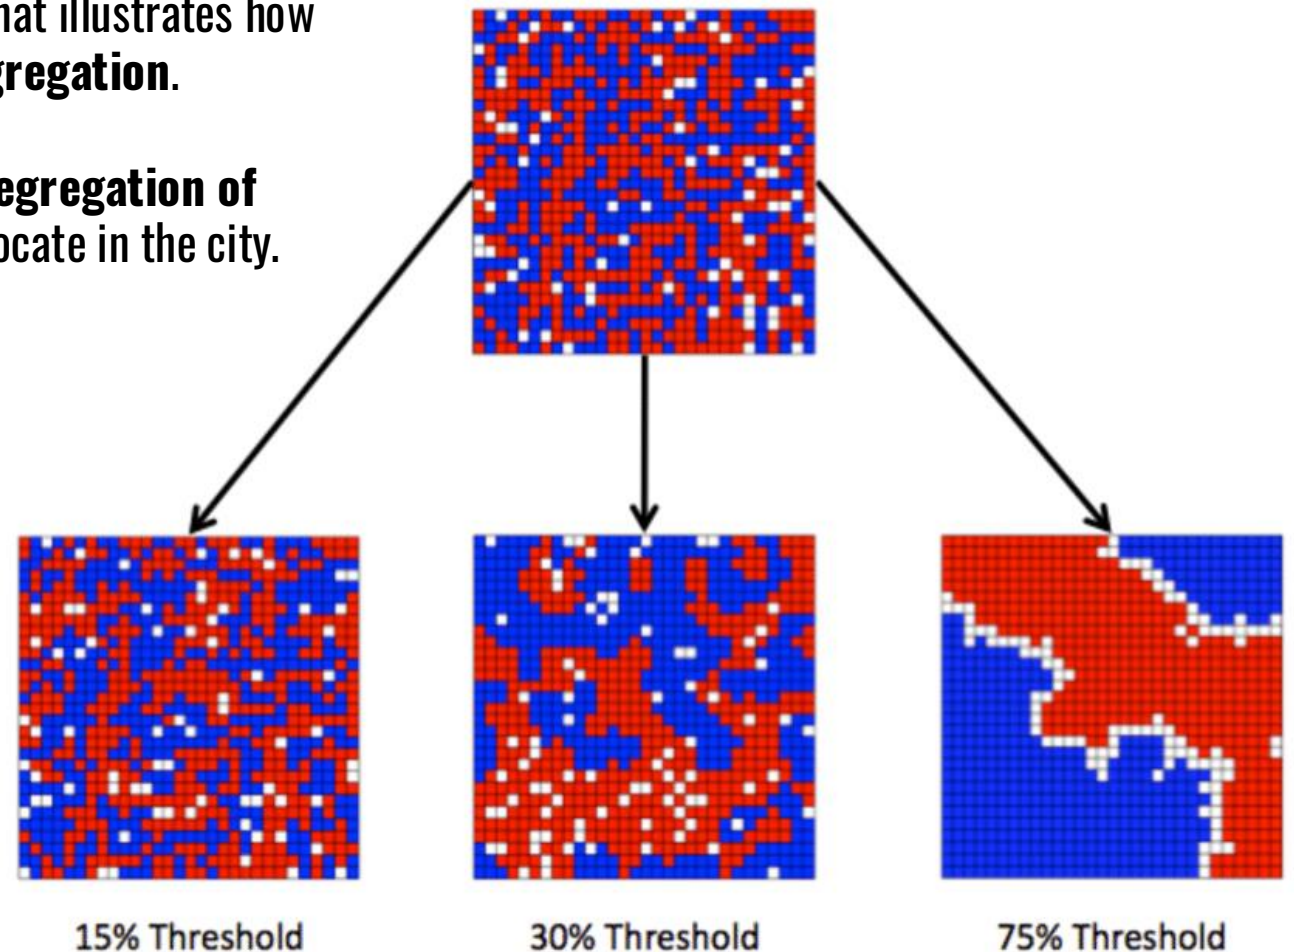 hat illustrates how
gregation.
egregation of
ocate in the city.
15% Threshold
30% Threshold
75% Threshold